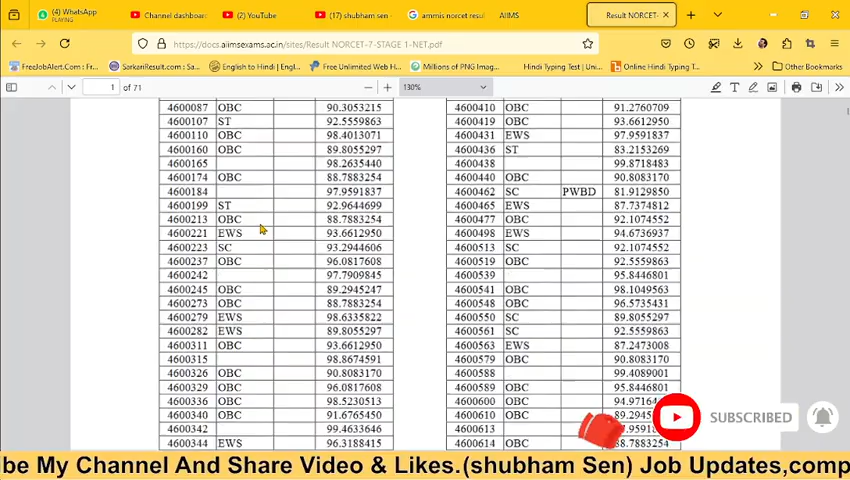 (4) WhatsApp
PLAYING
Channel dashboard
(2) YouTube
(17) shubham sen
ammis norcet resul
AIIMS
Result NORCET-
https://docs.aiimsexams.ac.in/sites/Result NORCET-7-STAGE 1-NET.pdf
FreeJobAlert.Com : Fr...
SarkariResult.com : Sa...
English to Hindi | Engl...
Free Unlimited Web H...
Millions of PNG Imag...
Hindi Typing Test | Uni...
Online Hindi Typing T...
Other Bookmarks
1 of 71
130%
4600087 OBC 90.3053215
4600107 ST 92.5559863
4600110 OBC 98.4013071
4600160 OBC 89.8055297
4600165 98.2635440
4600174 OBC 88.7883254
4600184 97.9591837
4600199 ST 92.9644699
4600213 OBC 88.7883254
4600221 EWS 93.6612950
4600223 SC 93.2944606
4600237 OBC 96.0817608
4600242 97.7909845
4600245 OBC 89.2945247
4600273 OBC 88.7883254
4600279 EWS 98.6335822
4600282 EWS 89.8055297
4600311 OBC 93.6612950
4600315 98.8674591
4600326 OBC 90.8083170
4600329 OBC 96.0817608
4600336 OBC 98.5230513
4600340 OBC 91.6765450
4600342 99.4633646
4600344 EWS 96.3188415
4600410 OBC 91.2760709
4600419 OBC 93.6612950
4600431 EWS 97.9591837
4600436 ST 83.2153269
4600438 99.8718483
4600440 OBC 90.8083170
4600462 SC PWBD 81.9129850
4600465 EWS 87.7374812
4600477 OBC 92.1074552
4600498 EWS 94.6736937
4600513 SC 92.1074552
4600519 OBC 92.5559863
4600539 95.8446801
4600541 OBC 98.1049563
4600548 OBC 96.5735431
4600550 SC 89.8055297
4600561 SC 92.5559863
4600563 EWS 87.2473008
4600579 OBC 90.8083170
4600588 99.4089001
4600589 OBC 95.8446801
4600600 OBC
4600610 OBC
4600613
4600614 OBC
SUBSCRIBED
be My Channel And Share Video & Likes.(shubham Sen) Job Updates,comp